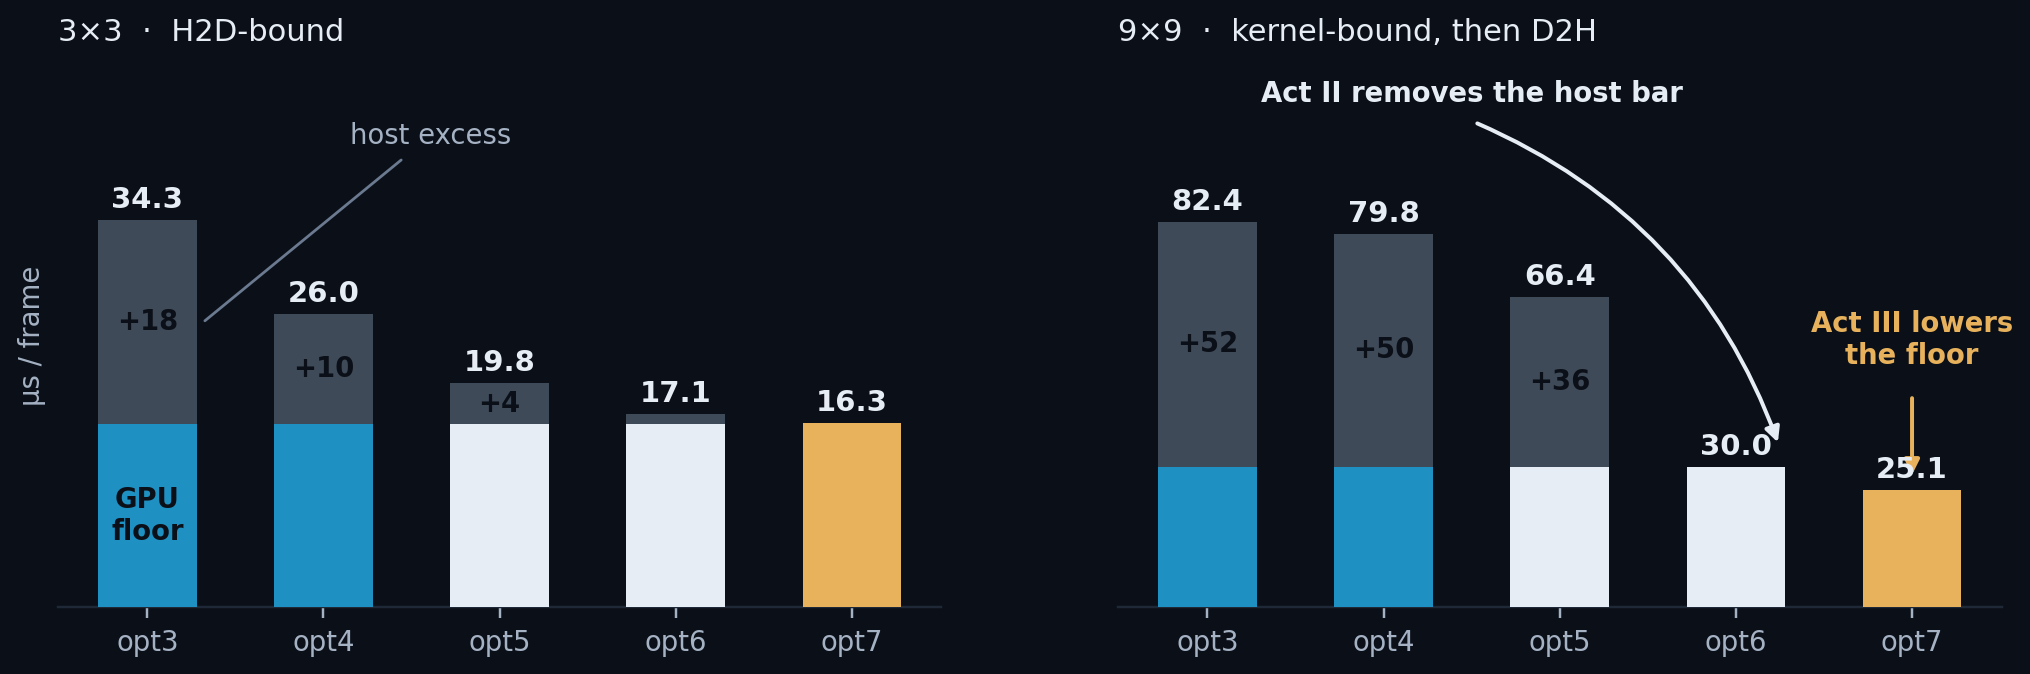 3×3 · H2D-bound
host excess
34.3
26.0
19.8
17.1
16.3
+18
+10
+4
GPU
floor
µs / frame
opt3
opt4
opt5
opt6
opt7
9×9 · kernel-bound, then D2H
Act II removes the host bar
82.4
79.8
66.4
30.0
25.1
+52
+50
+36
Act III lowers
the floor
opt3
opt4
opt5
opt6
opt7